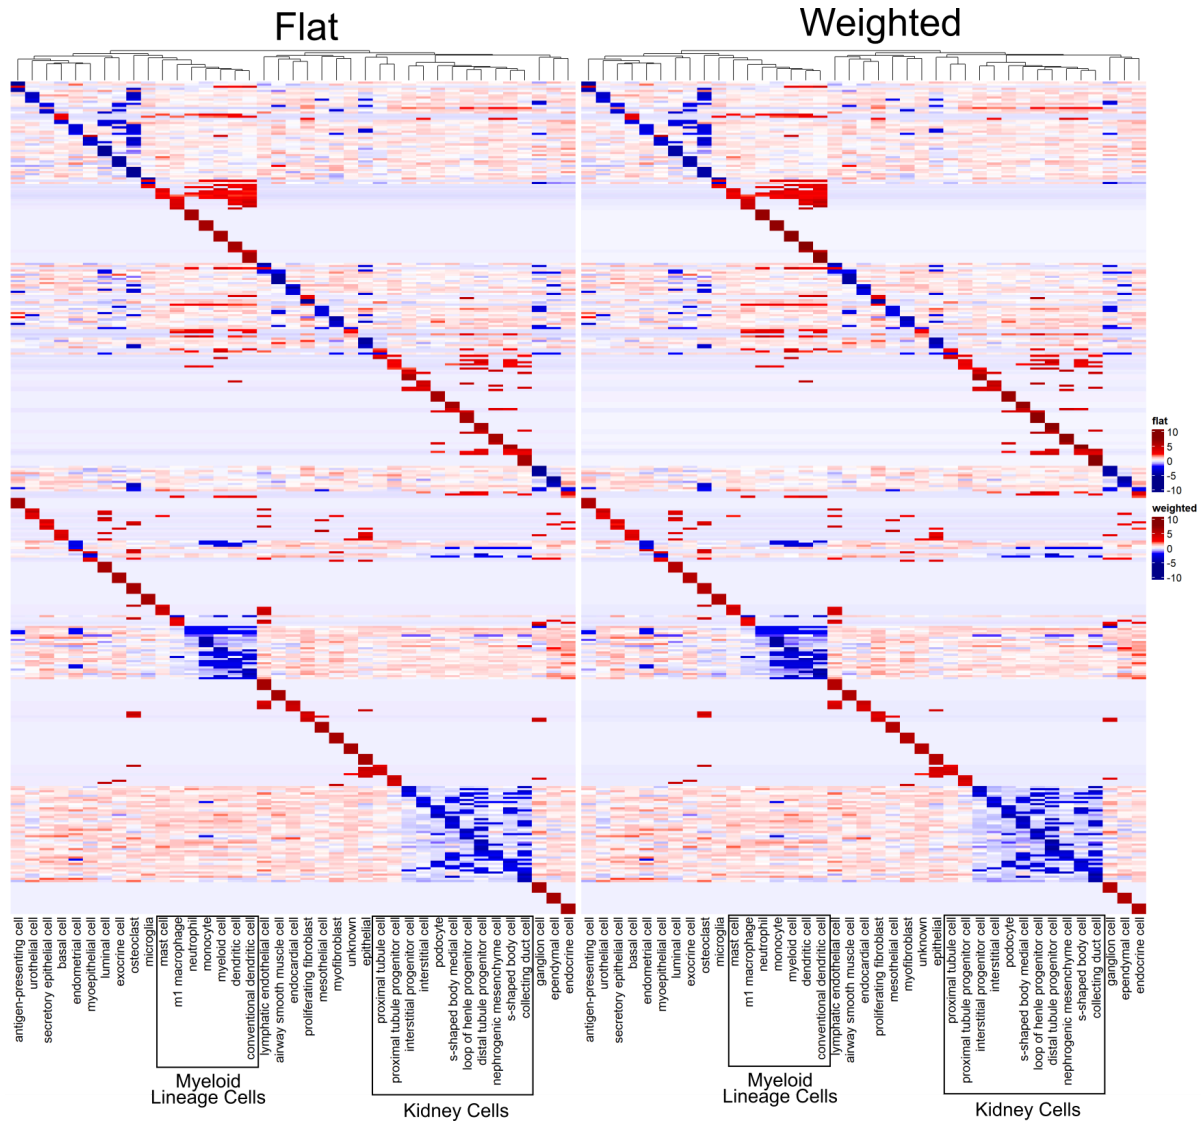 Flat
Weighted
flat
10
5
0
-5
-10
weighted
10
5
0
-5
-10
antigen-presenting cell
urothelial cell
secretory epithelial cell
basal cell
endometrial cell
myoepithelial cell
luminal cell
exocrine cell
osteoclast
microglia
mast cell
m1 macrophage
neutrophil
monocyte
myeloid cell
dendritic cell
conventional dendritic cell
lymphatic endothelial cell
airway smooth muscle cell
endocardial cell
proliferating fibroblast
mesothelial cell
myofibroblast
unknown
epithelial
proximal tubule cell
proximal tubule progenitor cell
interstitial progenitor cell
interstitial cell
podocyte
s-shaped body medial cell
loop of henle progenitor cell
distal tubule progenitor cell
nephrogenic mesenchyme cell
s-shaped body cell
collecting duct cell
ganglion cell
ependymal cell
endocrine cell
antigen-presenting cell
urothelial cell
secretory epithelial cell
basal cell
endometrial cell
myoepithelial cell
luminal cell
exocrine cell
osteoclast
microglia
mast cell
m1 macrophage
neutrophil
monocyte
myeloid cell
dendritic cell
conventional dendritic cell
lymphatic endothelial cell
airway smooth muscle cell
endocardial cell
proliferating fibroblast
mesothelial cell
myofibroblast
unknown
epithelial
proximal tubule cell
proximal tubule progenitor cell
interstitial progenitor cell
interstitial cell
podocyte
s-shaped body medial cell
loop of henle progenitor cell
distal tubule progenitor cell
nephrogenic mesenchyme cell
s-shaped body cell
collecting duct cell
ganglion cell
ependymal cell
endocrine cell
Myeloid
Lineage Cells
Kidney Cells
Myeloid
Lineage Cells
Kidney Cells